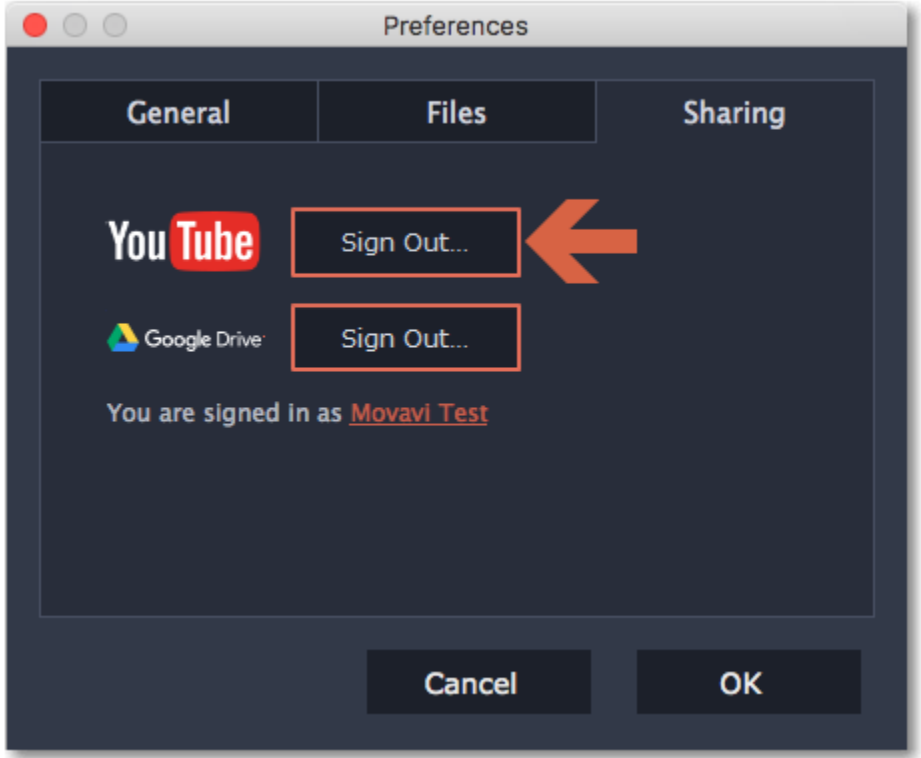 Preferences
General Files Sharing
YouTube Sign Out...
Google Drive Sign Out...
You are signed in as Movavi Test
Cancel OK